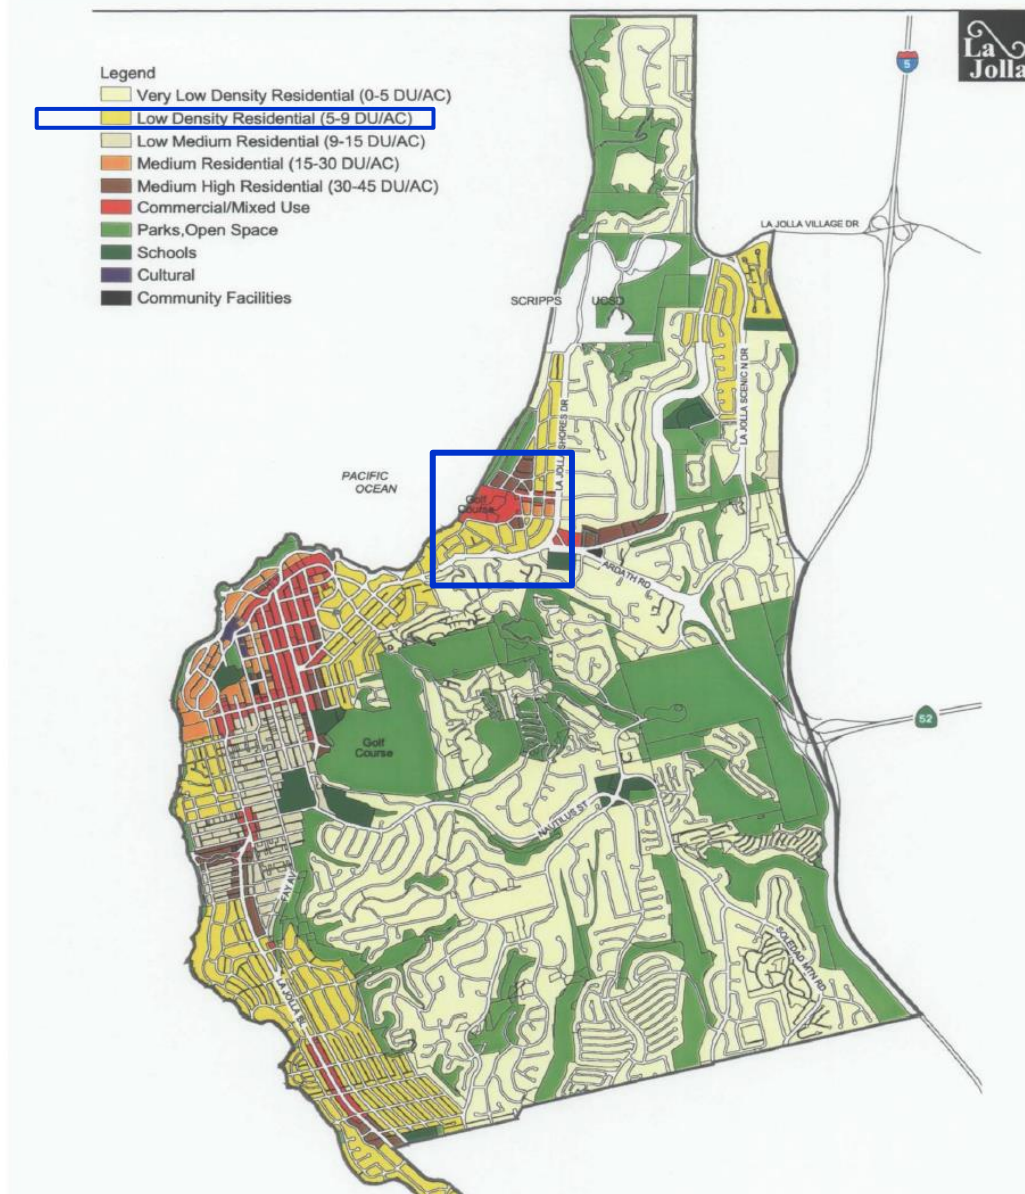 La
Jolla
5
Legend
Very Low Density Residential (0-5 DU/AC)
Low Density Residential (5-9 DU/AC)
Low Medium Residential (9-15 DU/AC)
Medium Residential (15-30 DU/AC)
Medium High Residential (30-45 DU/AC)
Commercial/Mixed Use
Parks,Open Space
Schools
Cultural
Community Facilities
LA JOLLA VILLAGE DR
SCRIPPS
UCSD
LA JOLLA SCENIC N DR
LA JOLLA SHORES DR
PACIFIC
OCEAN
Golf
Course
ARDATH RD
52
Golf
Course
NAUTILUS ST
FAY AV
SOLEDAD MTN RD
LA JOLLA BL